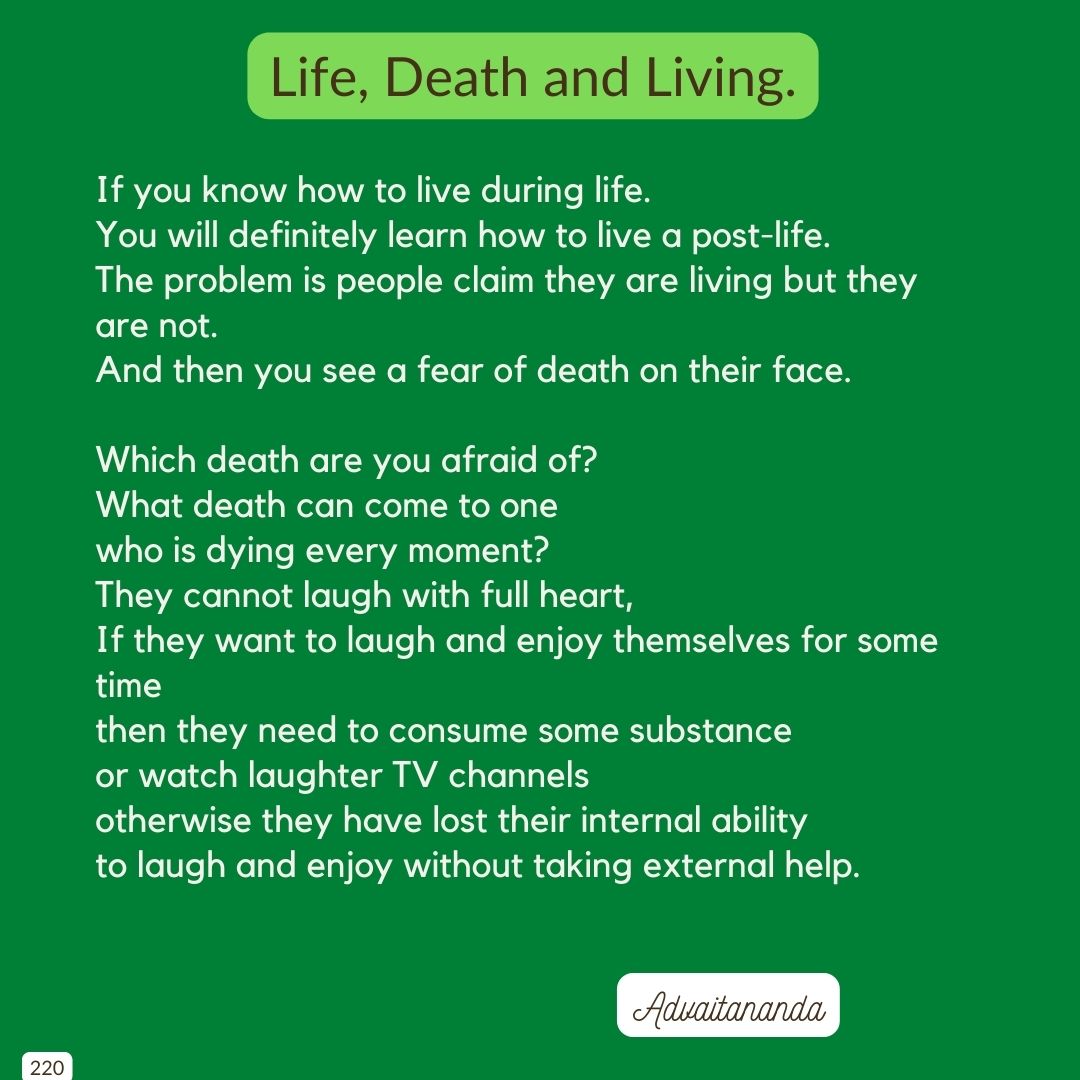 Life, Death and Living.
If you know how to live during life.
You will definitely learn how to live a post-life.
The problem is people claim they are living but they
are not.
And then you see a fear of death on their face.
Which death are you afraid of?
What death can come to one
who is dying every moment?
They cannot laugh with full heart,
If they want to laugh and enjoy themselves for some
time
then they need to consume some substance
or watch laughter TV channels
otherwise they have lost their internal ability
to laugh and enjoy without taking external help.
Advaitananda
220